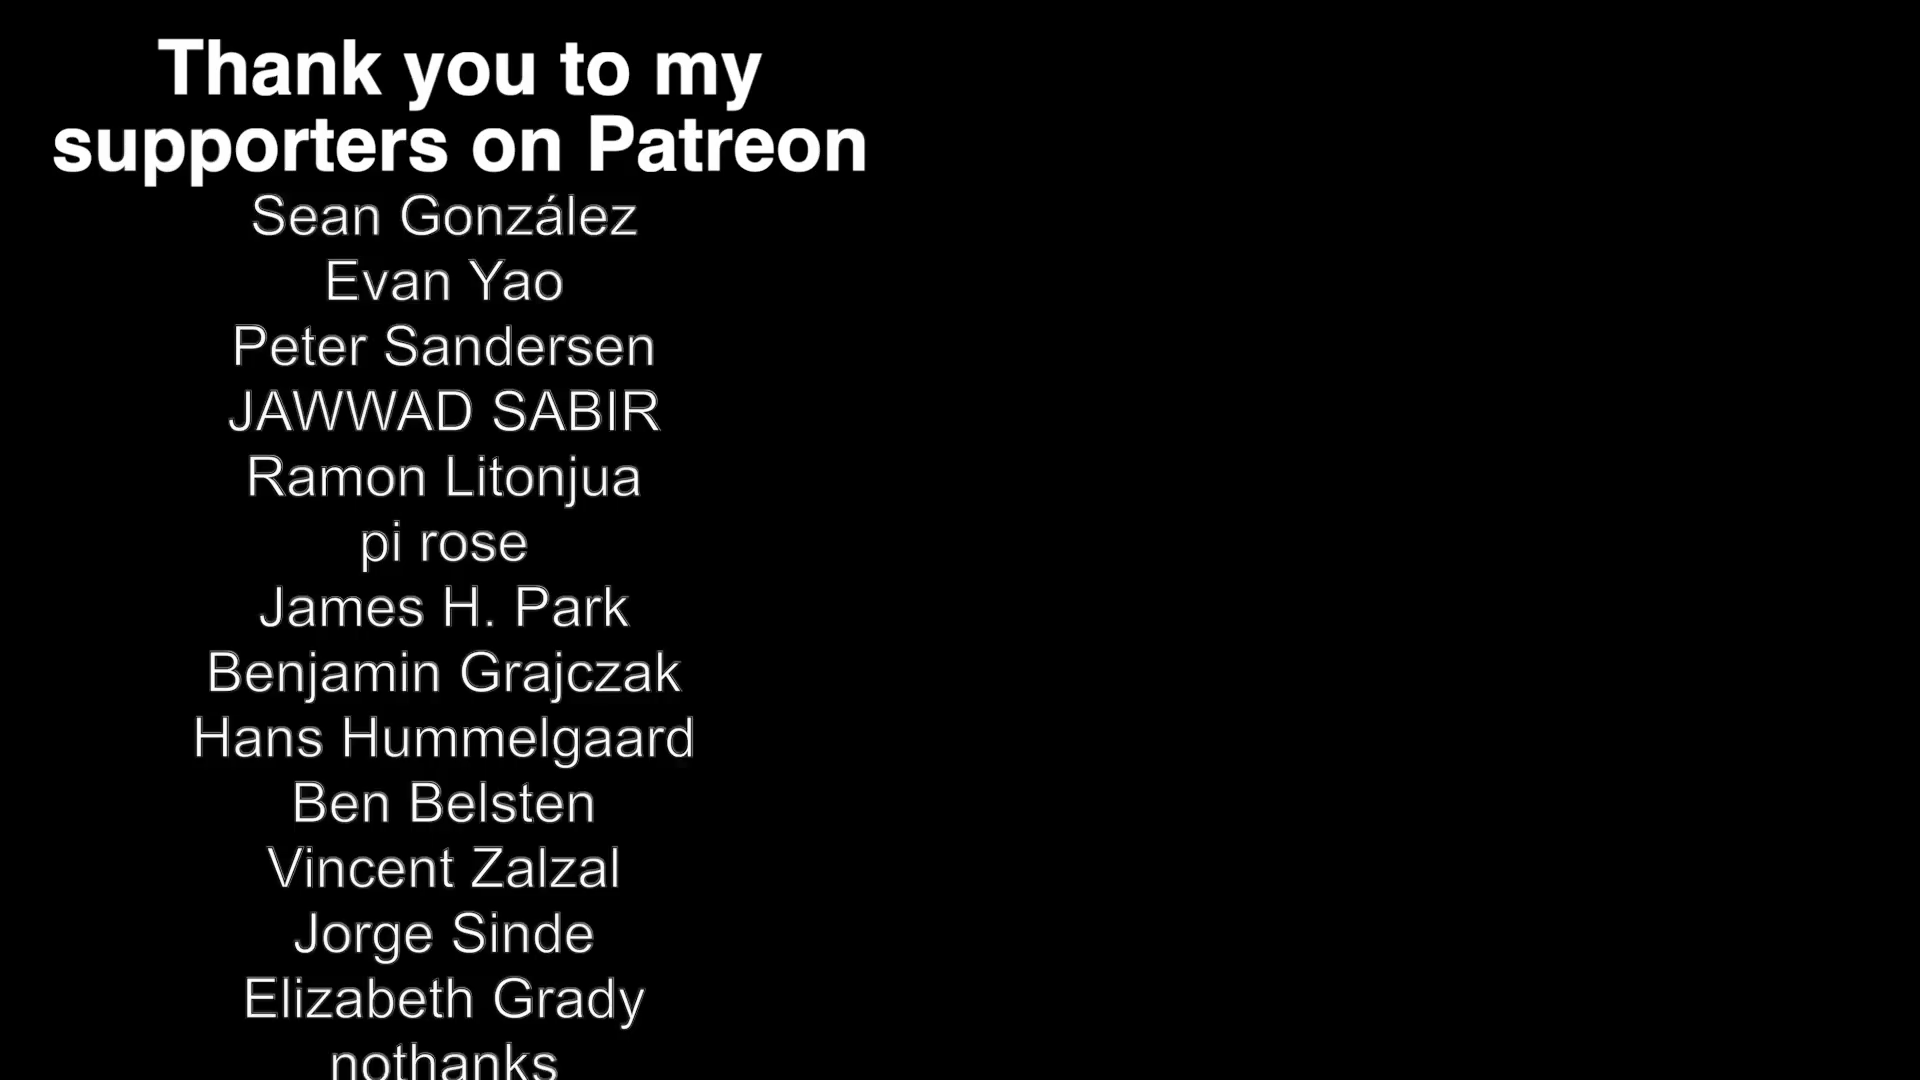 Thank you to my
supporters on Patreon
Sean González
Evan Yao
Peter Sandersen
JAWWAD SABIR
Ramon Litonjua
pi rose
James H. Park
Benjamin Grajczak
Hans Hummelgaard
Ben Belsten
Vincent Zalzal
Jorge Sinde
Elizabeth Grady
nothanks